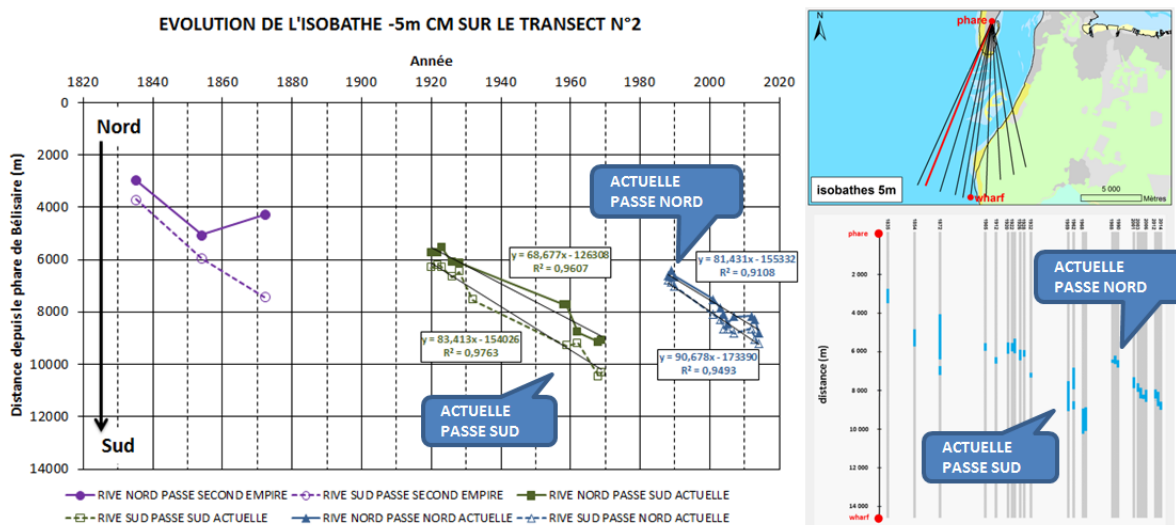 EVOLUTION DE L'ISOBATHE -5m CM SUR LE TRANSECT N°2
Année
1820 1840 1860 1880 1900 1920 1940 1960 1980 2000 2020
Distance depuis le phare de Bélisaire (m)
0
2000
4000
6000
8000
10000
12000
14000
Nord
Sud
ACTUELLE
PASSE NORD
y = 68,677x - 126308
R² = 0,9607
y = 81,431x - 155332
R² = 0,9108
y = 83,413x - 154026
R² = 0,9763
y = 90,678x - 173390
R² = 0,9493
ACTUELLE
PASSE SUD
RIVE NORD PASSE SECOND EMPIRE
RIVE SUD PASSE SECOND EMPIRE
RIVE NORD PASSE SUD ACTUELLE
RIVE SUD PASSE SUD ACTUELLE
RIVE NORD PASSE NORD ACTUELLE
RIVE SUD PASSE NORD ACTUELLE
N
phare
isobathes 5m
wharf
5 000
Mètres
phare
distance (m)
2 000
4 000
6 000
8 000
10 000
12 000
14 000
wharf
ACTUELLE
PASSE NORD
ACTUELLE
PASSE SUD